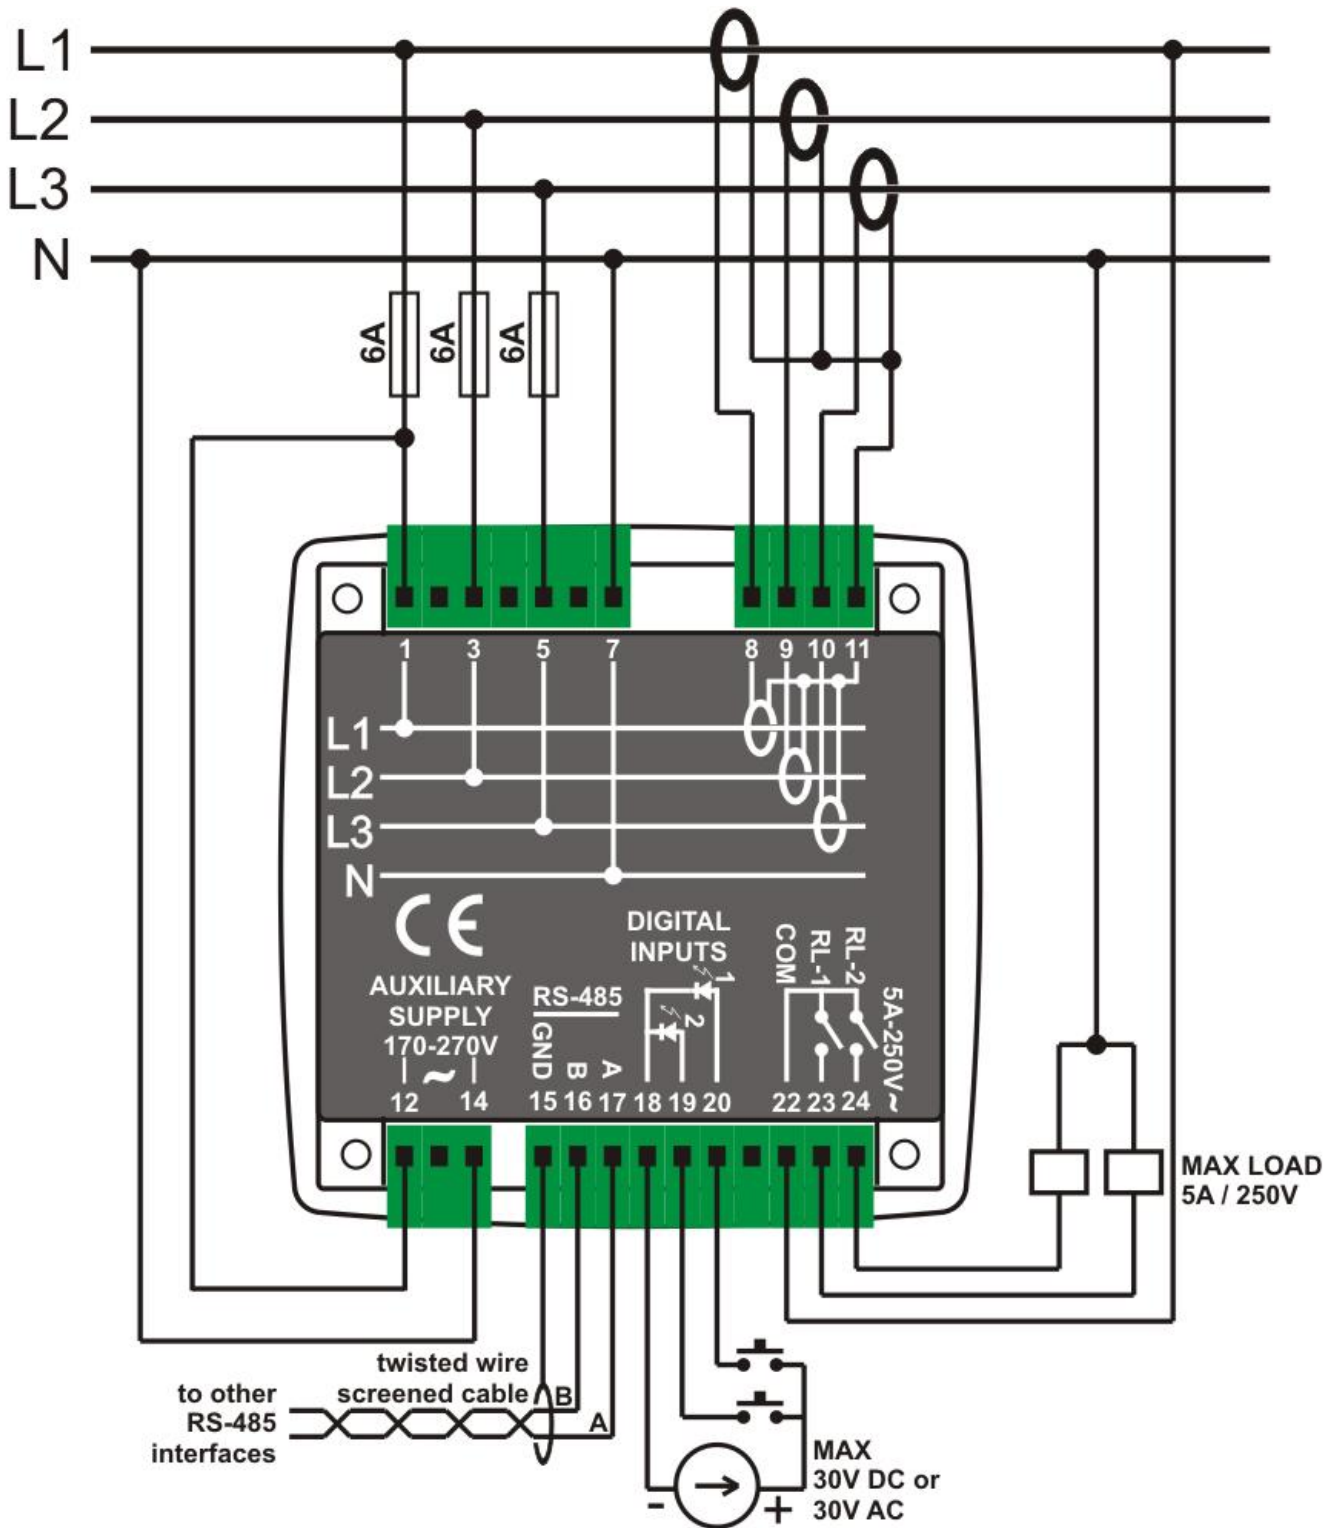 L1
L2
L3
N
6A
6A
6A
1 3 5 7 8 9 10 11
L1
L2
L3
N
CE
AUXILIARY
SUPPLY
170-270V
~
12 14
RS-485
GND
B
A
15 16 17
DIGITAL
INPUTS
1
2
18 19 20
COM
RL-1
RL-2
5A-250V~
22 23 24
MAX LOAD
5A / 250V
twisted wire
screened cable
B
A
to other
RS-485
interfaces
- +
MAX
30V DC or
30V AC